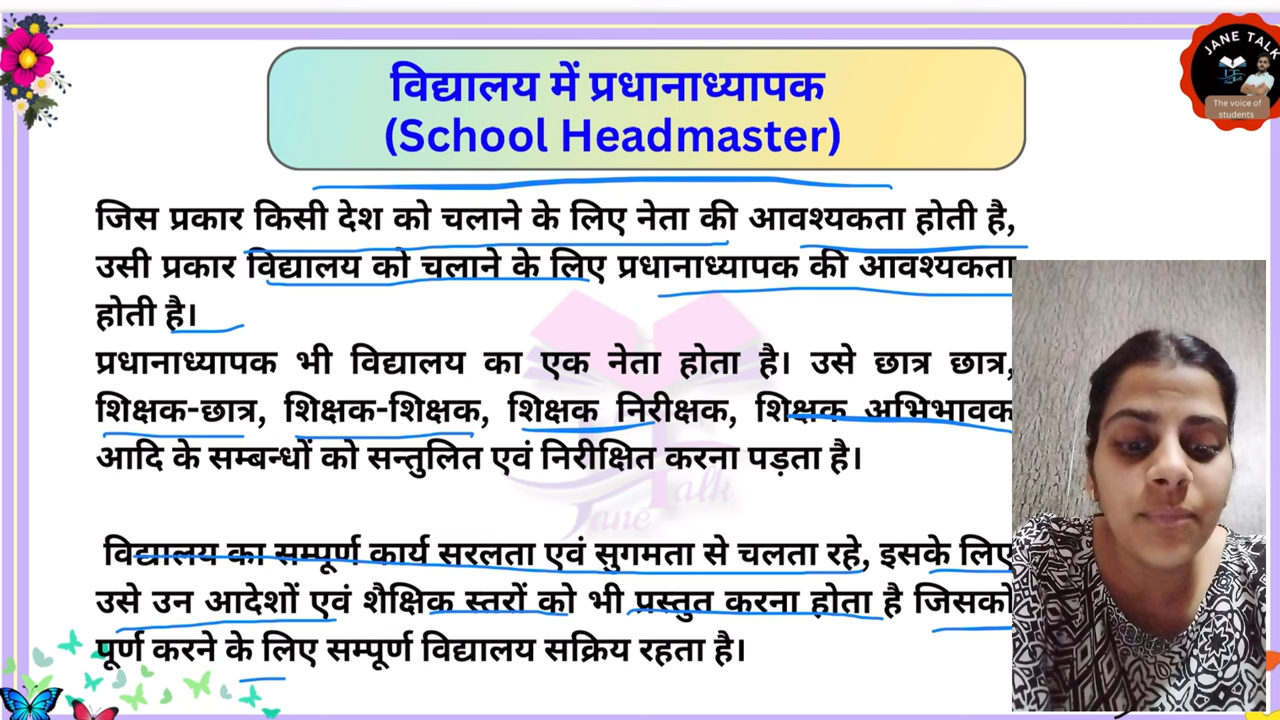 विद्यालय में प्रधानाध्यापक
(School Headmaster)
JANE TALK
The voice of
students
जिस प्रकार किसी देश को चलाने के लिए नेता की आवश्यकता होती है,
उसी प्रकार विद्यालय को चलाने के लिए प्रधानाध्यापक की आवश्यकता
होती है।
प्रधानाध्यापक भी विद्यालय का एक नेता होता है। उसे छात्र छात्र,
शिक्षक-छात्र, शिक्षक-शिक्षक, शिक्षक निरीक्षक, शिक्षक अभिभावक
आदि के सम्बन्धों को सन्तुलित एवं निरीक्षित करना पड़ता है।
Jane Talk
विद्यालय का सम्पूर्ण कार्य सरलता एवं सुगमता से चलता रहे, इसके लिए
उसे उन आदेशों एवं शैक्षिक स्तरों को भी प्रस्तुत करना होता है जिसको
पूर्ण करने के लिए सम्पूर्ण विद्यालय सक्रिय रहता है।